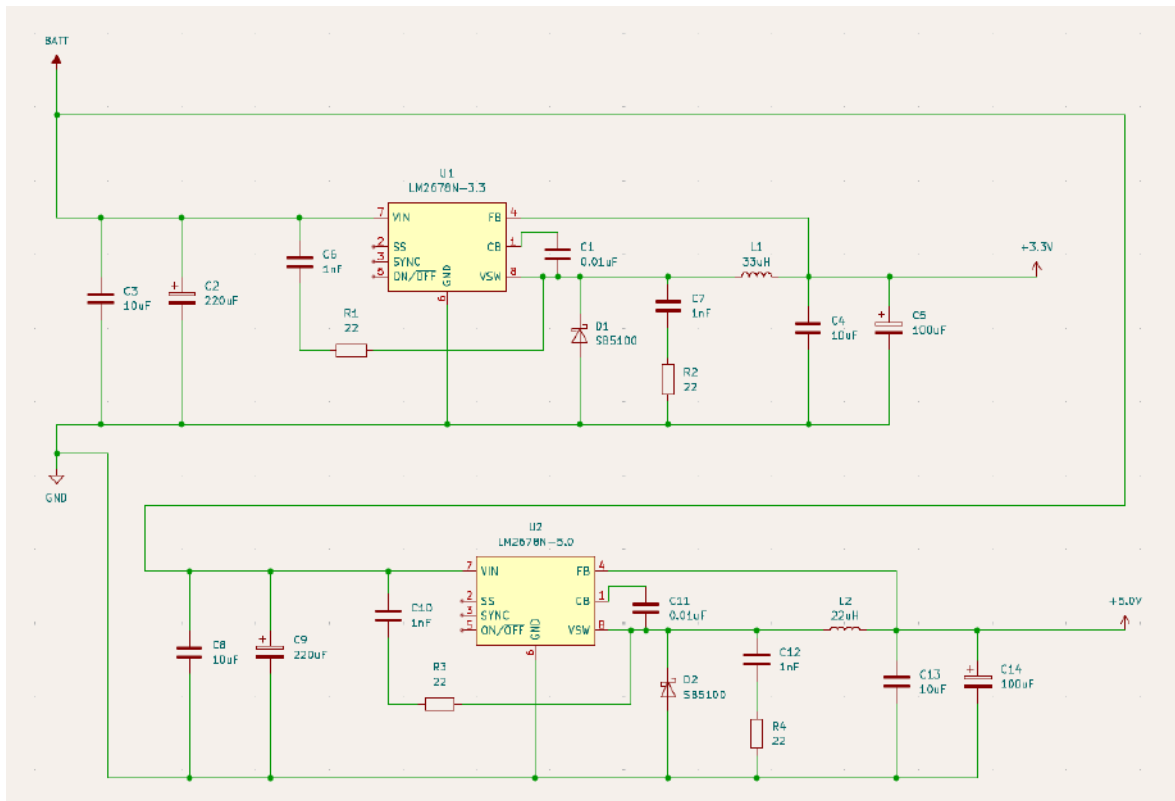 BATT
U1
LM2678N-3.3
7
VIN
FB
4
2
SS
CB
1
3
SYNC
5
ON/OFF
GND
VSW
8
6
C1
0.01uF
L1
33uH
+3.3V
C6
1nF
C3
10uF
C2
220uF
C7
1nF
R1
22
D1
SB5100
C4
10uF
C5
100uF
R2
22
GND
U2
LM2678N-5.0
7
VIN
FB
4
2
SS
CB
1
3
SYNC
5
ON/OFF
GND
VSW
8
6
C11
0.01uF
L2
22uH
+5.0V
C10
1nF
C8
10uF
C9
220uF
C12
1nF
R3
22
D2
SB5100
C13
10uF
C14
100uF
R4
22